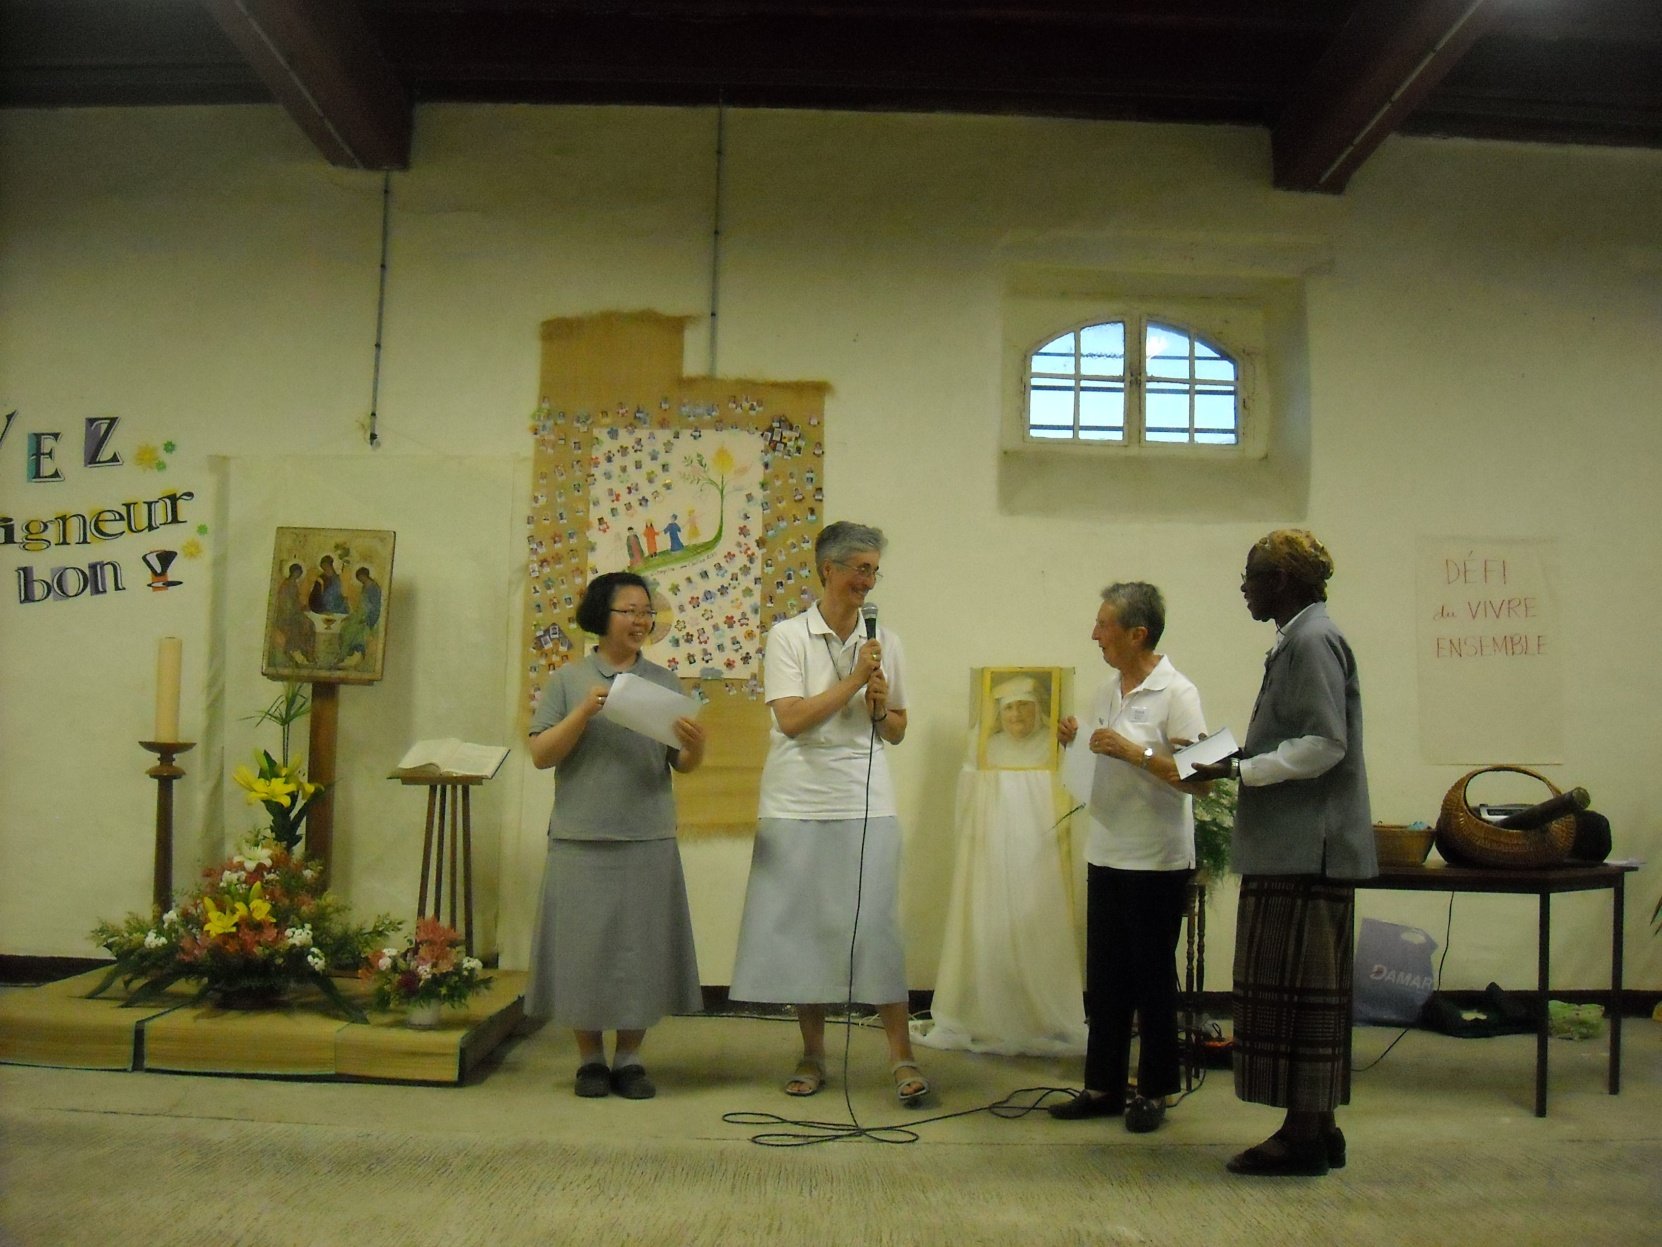 VEZ
igneur
bon !
DÉFI
du VIVRE
ENSEMBLE
DAMAR